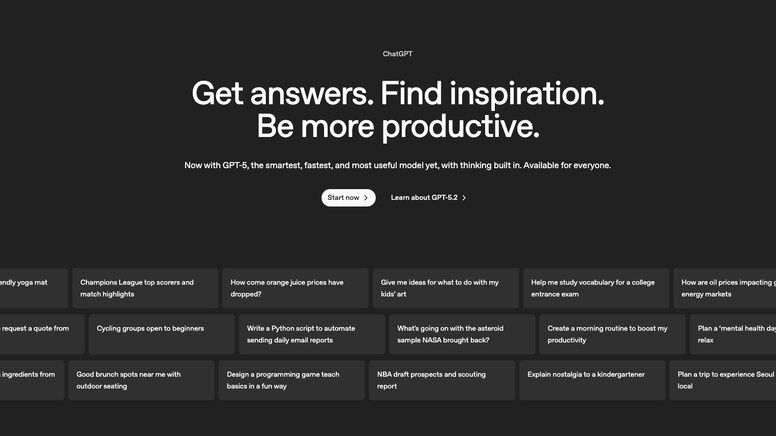 ChatGPT
Get answers. Find inspiration.
Be more productive.
Now with GPT-5, the smartest, fastest, and most useful model yet, with thinking built in. Available for everyone.
Start now
Learn about GPT-5.2
endly yoga mat
Champions League top scorers and
match highlights
How come orange juice prices have
dropped?
Give me ideas for what to do with my
kids' art
Help me study vocabulary for a college
entrance exam
How are oil prices impacting g
energy markets
request a quote from
Cycling groups open to beginners
Write a Python script to automate
sending daily email reports
What's going on with the asteroid
sample NASA brought back?
Create a morning routine to boost my
productivity
Plan a 'mental health day
relax
ingredients from
Good brunch spots near me with
outdoor seating
Design a programming game teach
basics in a fun way
NBA draft prospects and scouting
report
Explain nostalgia to a kindergartener
Plan a trip to experience Seoul
local